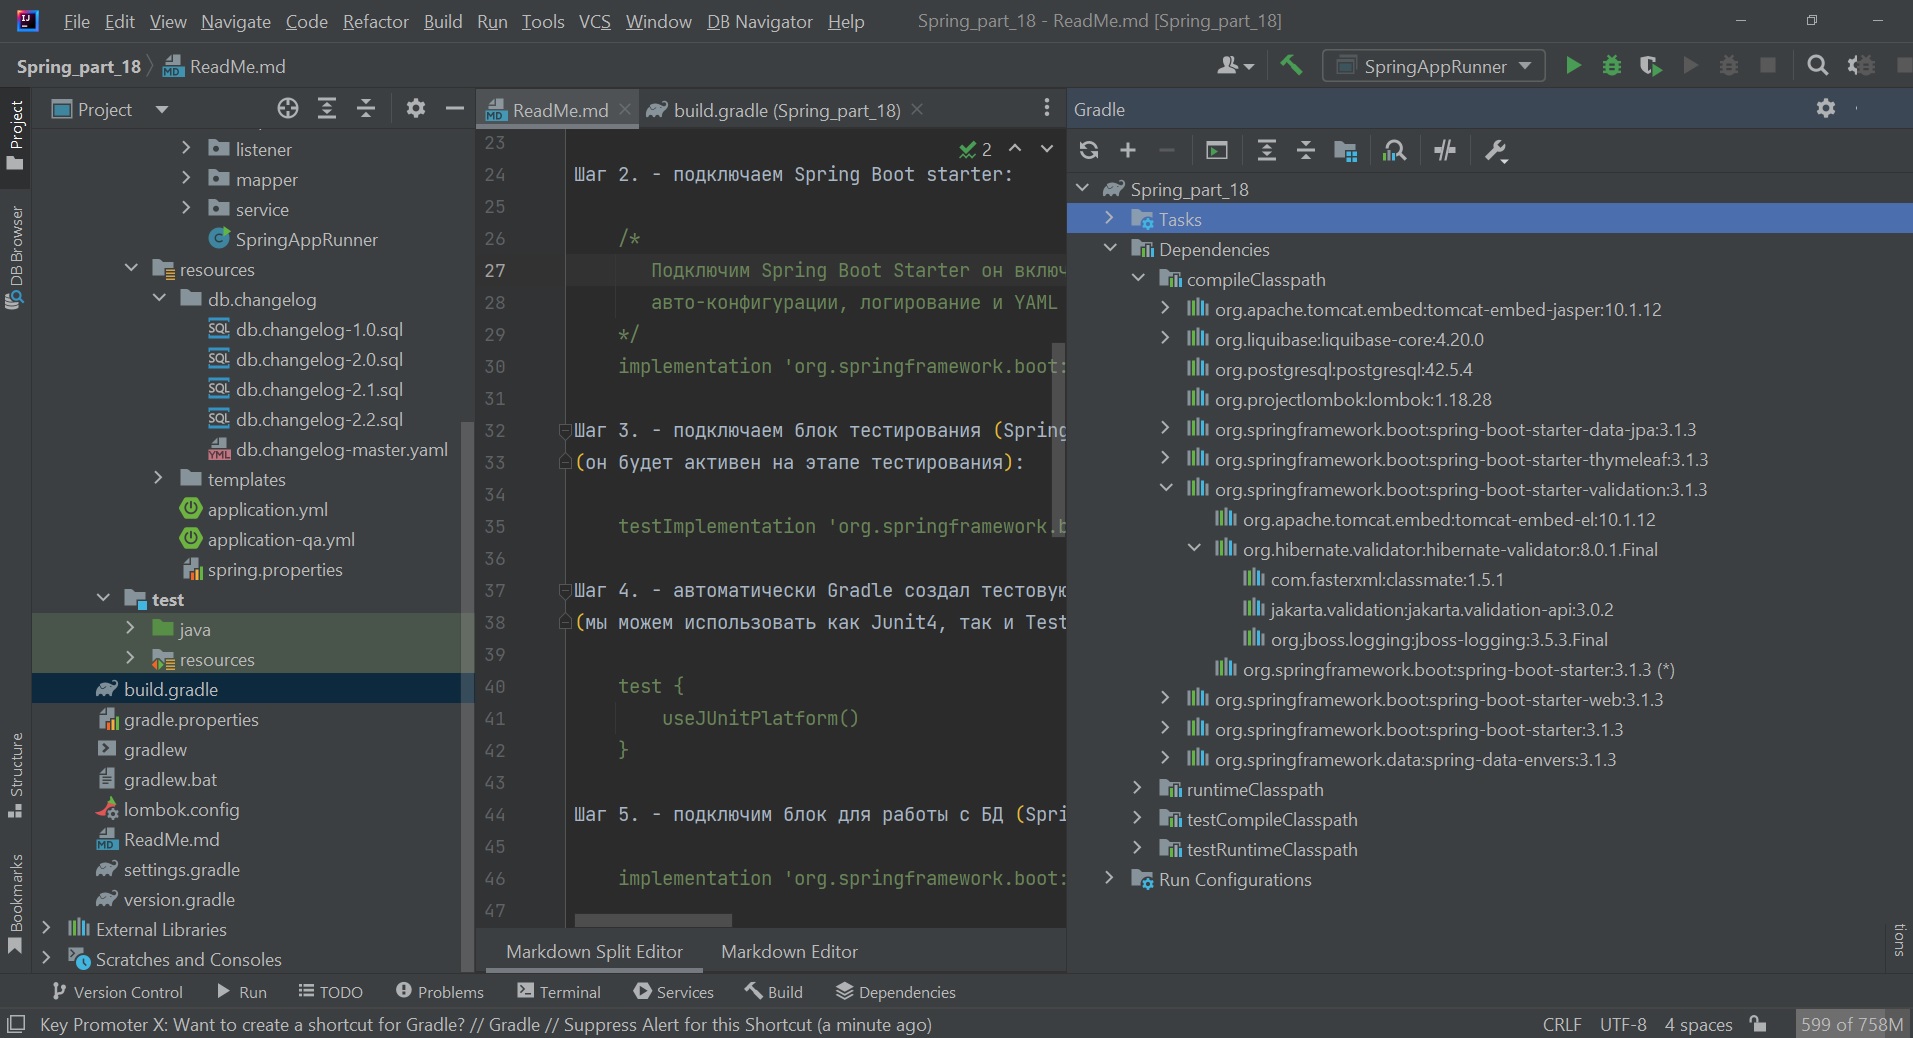 File Edit View Navigate Code Refactor Build Run Tools VCS Window DB Navigator Help Spring_part_18 - ReadMe.md [Spring_part_18]
Spring_part_18 ReadMe.md SpringAppRunner
Project
DB Browser
Structure
Bookmarks
Project
listener
mapper
service
SpringAppRunner
resources
db.changelog
db.changelog-1.0.sql
db.changelog-2.0.sql
db.changelog-2.1.sql
db.changelog-2.2.sql
db.changelog-master.yaml
templates
application.yml
application-qa.yml
spring.properties
test
java
resources
build.gradle
gradle.properties
gradlew
gradlew.bat
lombok.config
ReadMe.md
settings.gradle
version.gradle
External Libraries
Scratches and Consoles
ReadMe.md build.gradle (Spring_part_18)
2
23
24 Шаг 2. - подключаем Spring Boot starter:
25
26 /*
27 Подключим Spring Boot Starter он включ
28 авто-конфигурации, логирование и YAML
29 */
30 implementation 'org.springframework.boot:
31
32 Шаг 3. - подключаем блок тестирования (Spring
33 (он будет активен на этапе тестирования):
34
35 testImplementation 'org.springframework.b
36
37 Шаг 4. - автоматически Gradle создал тестовую
38 (мы можем использовать как Junit4, так и Test
39
40 test {
41 useJUnitPlatform()
42 }
43
44 Шаг 5. - подключим блок для работы с БД (Spri
45
46 implementation 'org.springframework.boot:
47
Markdown Split Editor Markdown Editor
Gradle
Spring_part_18
Tasks
Dependencies
compileClasspath
org.apache.tomcat.embed:tomcat-embed-jasper:10.1.12
org.liquibase:liquibase-core:4.20.0
org.postgresql:postgresql:42.5.4
org.projectlombok:lombok:1.18.28
org.springframework.boot:spring-boot-starter-data-jpa:3.1.3
org.springframework.boot:spring-boot-starter-thymeleaf:3.1.3
org.springframework.boot:spring-boot-starter-validation:3.1.3
org.apache.tomcat.embed:tomcat-embed-el:10.1.12
org.hibernate.validator:hibernate-validator:8.0.1.Final
com.fasterxml:classmate:1.5.1
jakarta.validation:jakarta.validation-api:3.0.2
org.jboss.logging:jboss-logging:3.5.3.Final
org.springframework.boot:spring-boot-starter:3.1.3 (*)
org.springframework.boot:spring-boot-starter-web:3.1.3
org.springframework.boot:spring-boot-starter:3.1.3
org.springframework.data:spring-data-envers:3.1.3
runtimeClasspath
testCompileClasspath
testRuntimeClasspath
Run Configurations
tions
Version Control Run TODO Problems Terminal Services Build Dependencies
Key Promoter X: Want to create a shortcut for Gradle? // Gradle // Suppress Alert for this Shortcut (a minute ago) CRLF UTF-8 4 spaces 599 of 758M